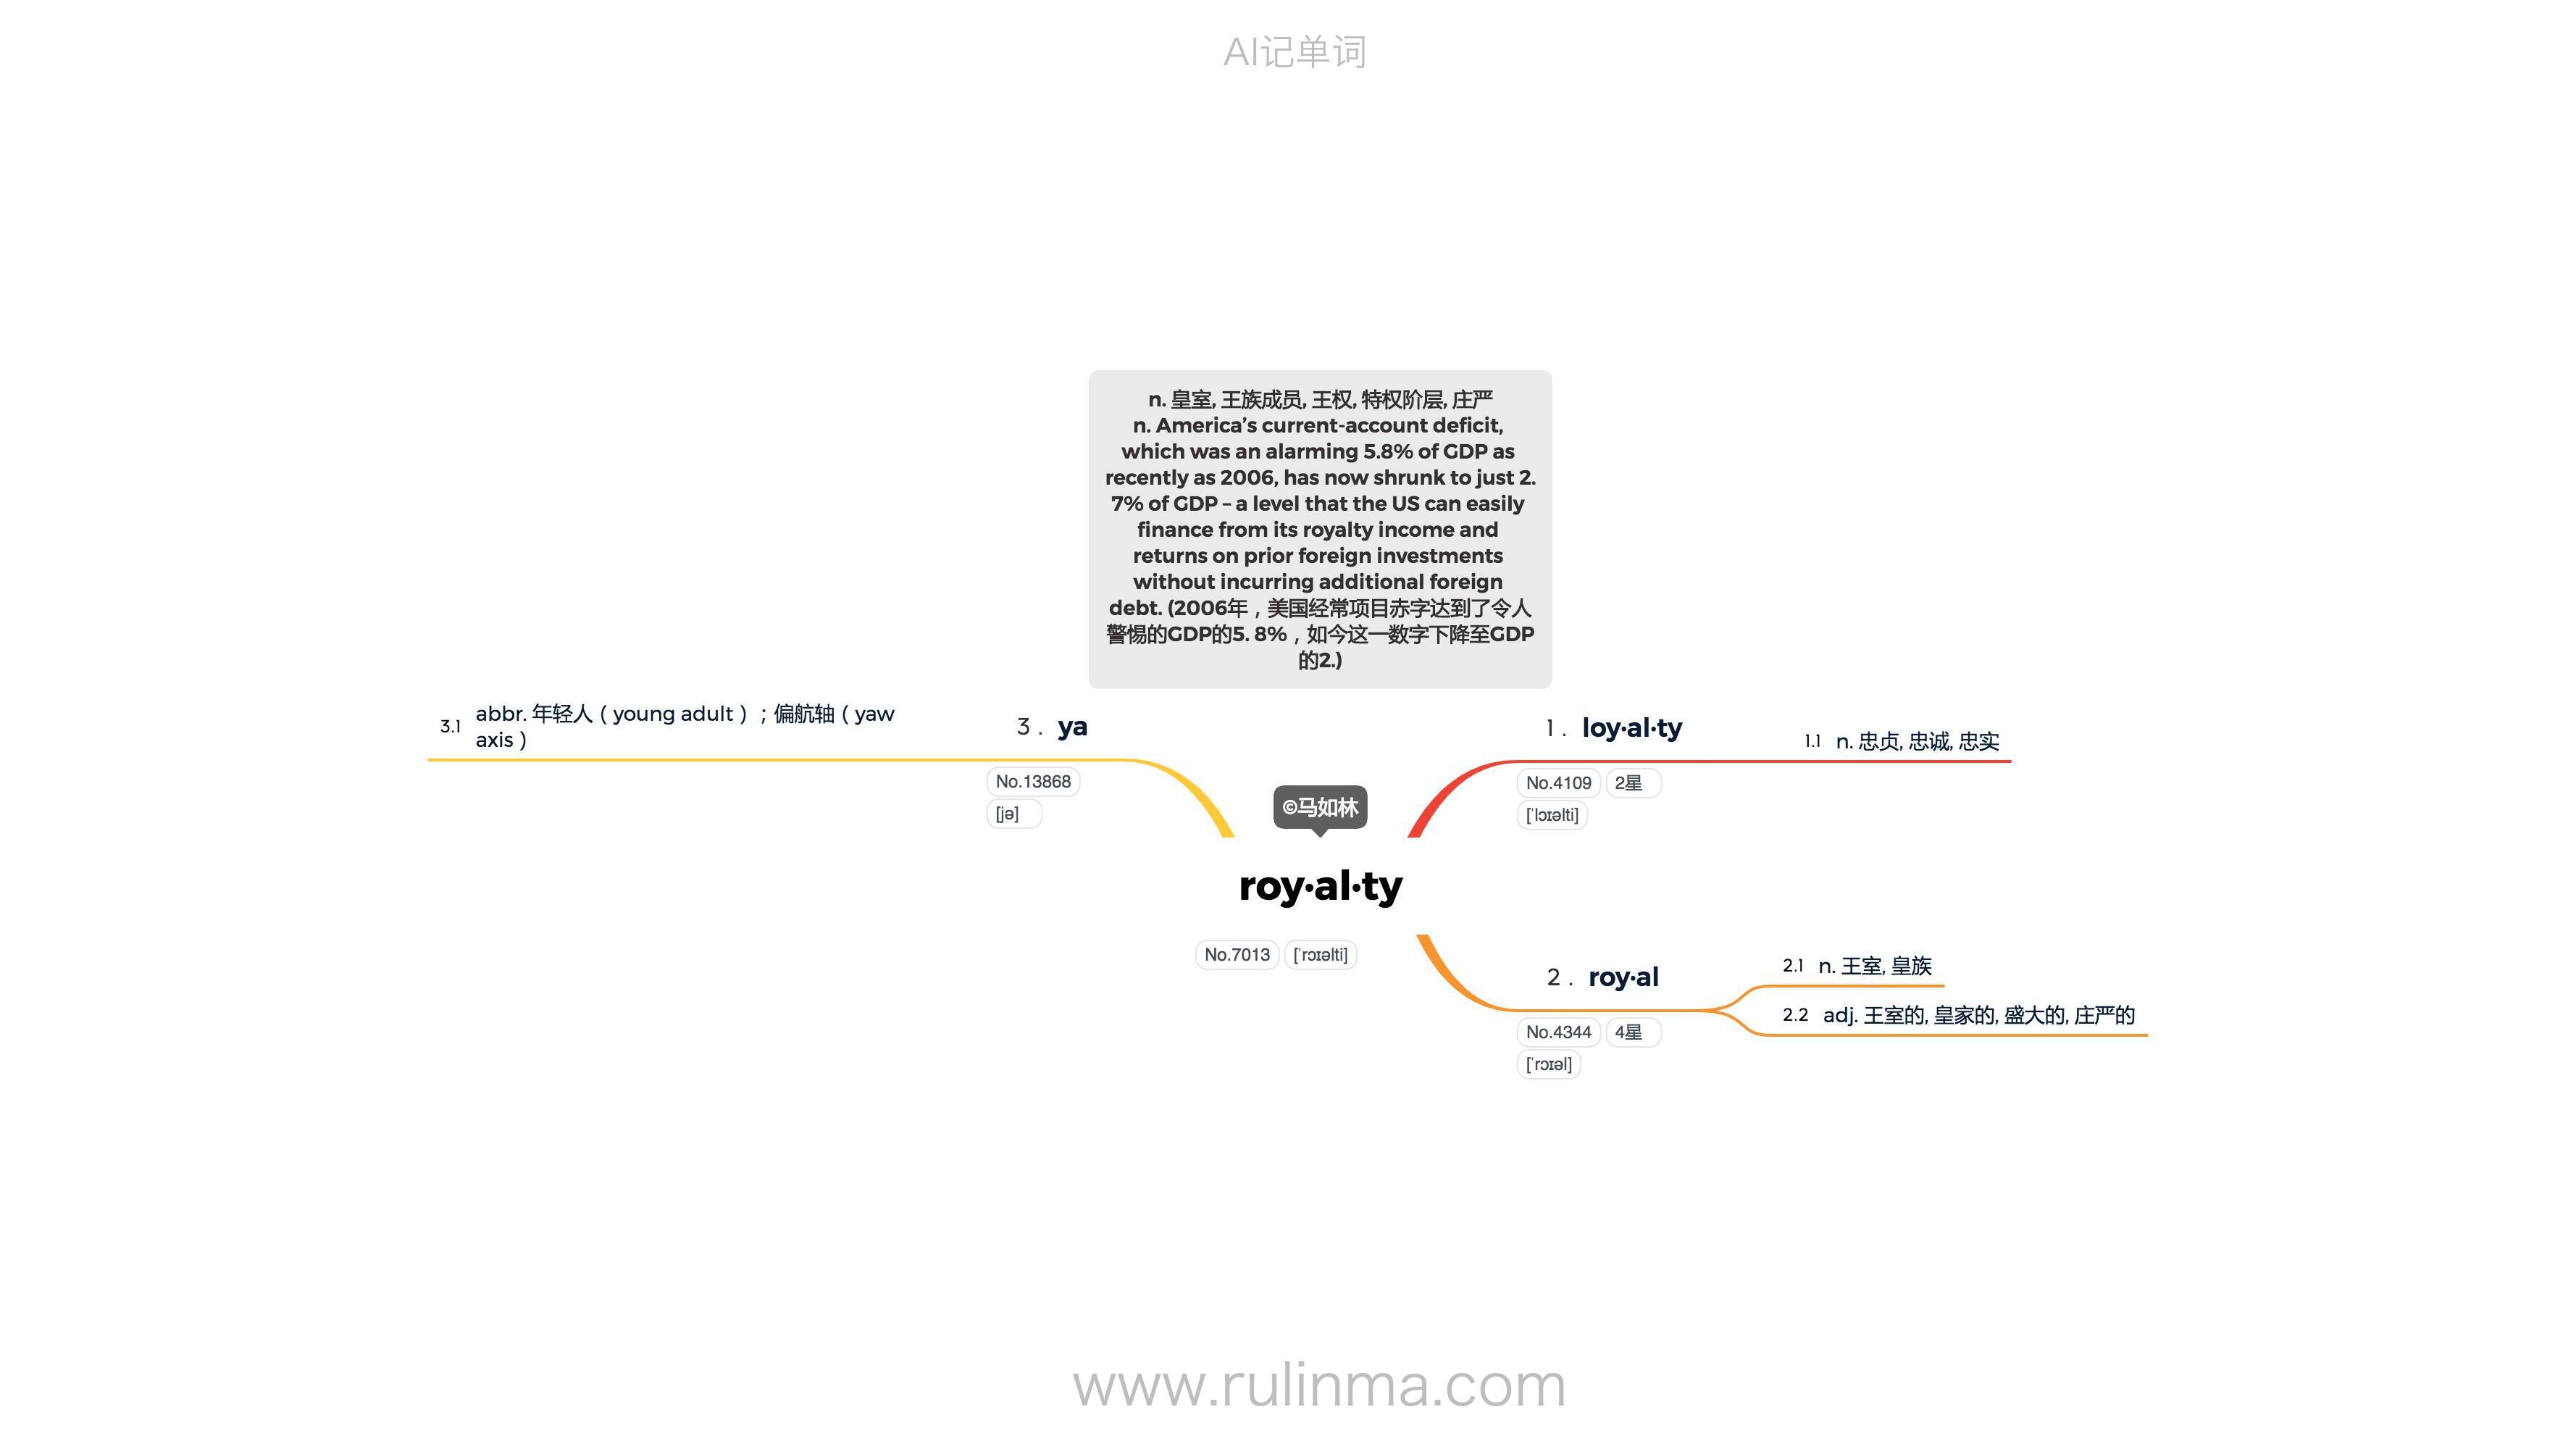 AI记单词
n. 皇室, 王族成员, 王权, 特权阶层, 庄严
n. America’s current-account deficit,
which was an alarming 5.8% of GDP as
recently as 2006, has now shrunk to just 2.
7% of GDP – a level that the US can easily
finance from its royalty income and
returns on prior foreign investments
without incurring additional foreign
debt. (2006年，美国经常项目赤字达到了令人
警惕的GDP的5. 8%，如今这一数字下降至GDP
的2.)
3.1 abbr. 年轻人（young adult）；偏航轴（yaw
axis）
3 . ya
No.13868
[jə]
1 . loy·al·ty
1.1 n. 忠贞, 忠诚, 忠实
No.4109 2星
[ˈlɔɪəlti]
©马如林
roy·al·ty
No.7013 [ˈrɔɪəlti]
2 . roy·al
2.1 n. 王室, 皇族
2.2 adj. 王室的, 皇家的, 盛大的, 庄严的
No.4344 4星
[ˈrɔɪəl]
www.rulinma.com